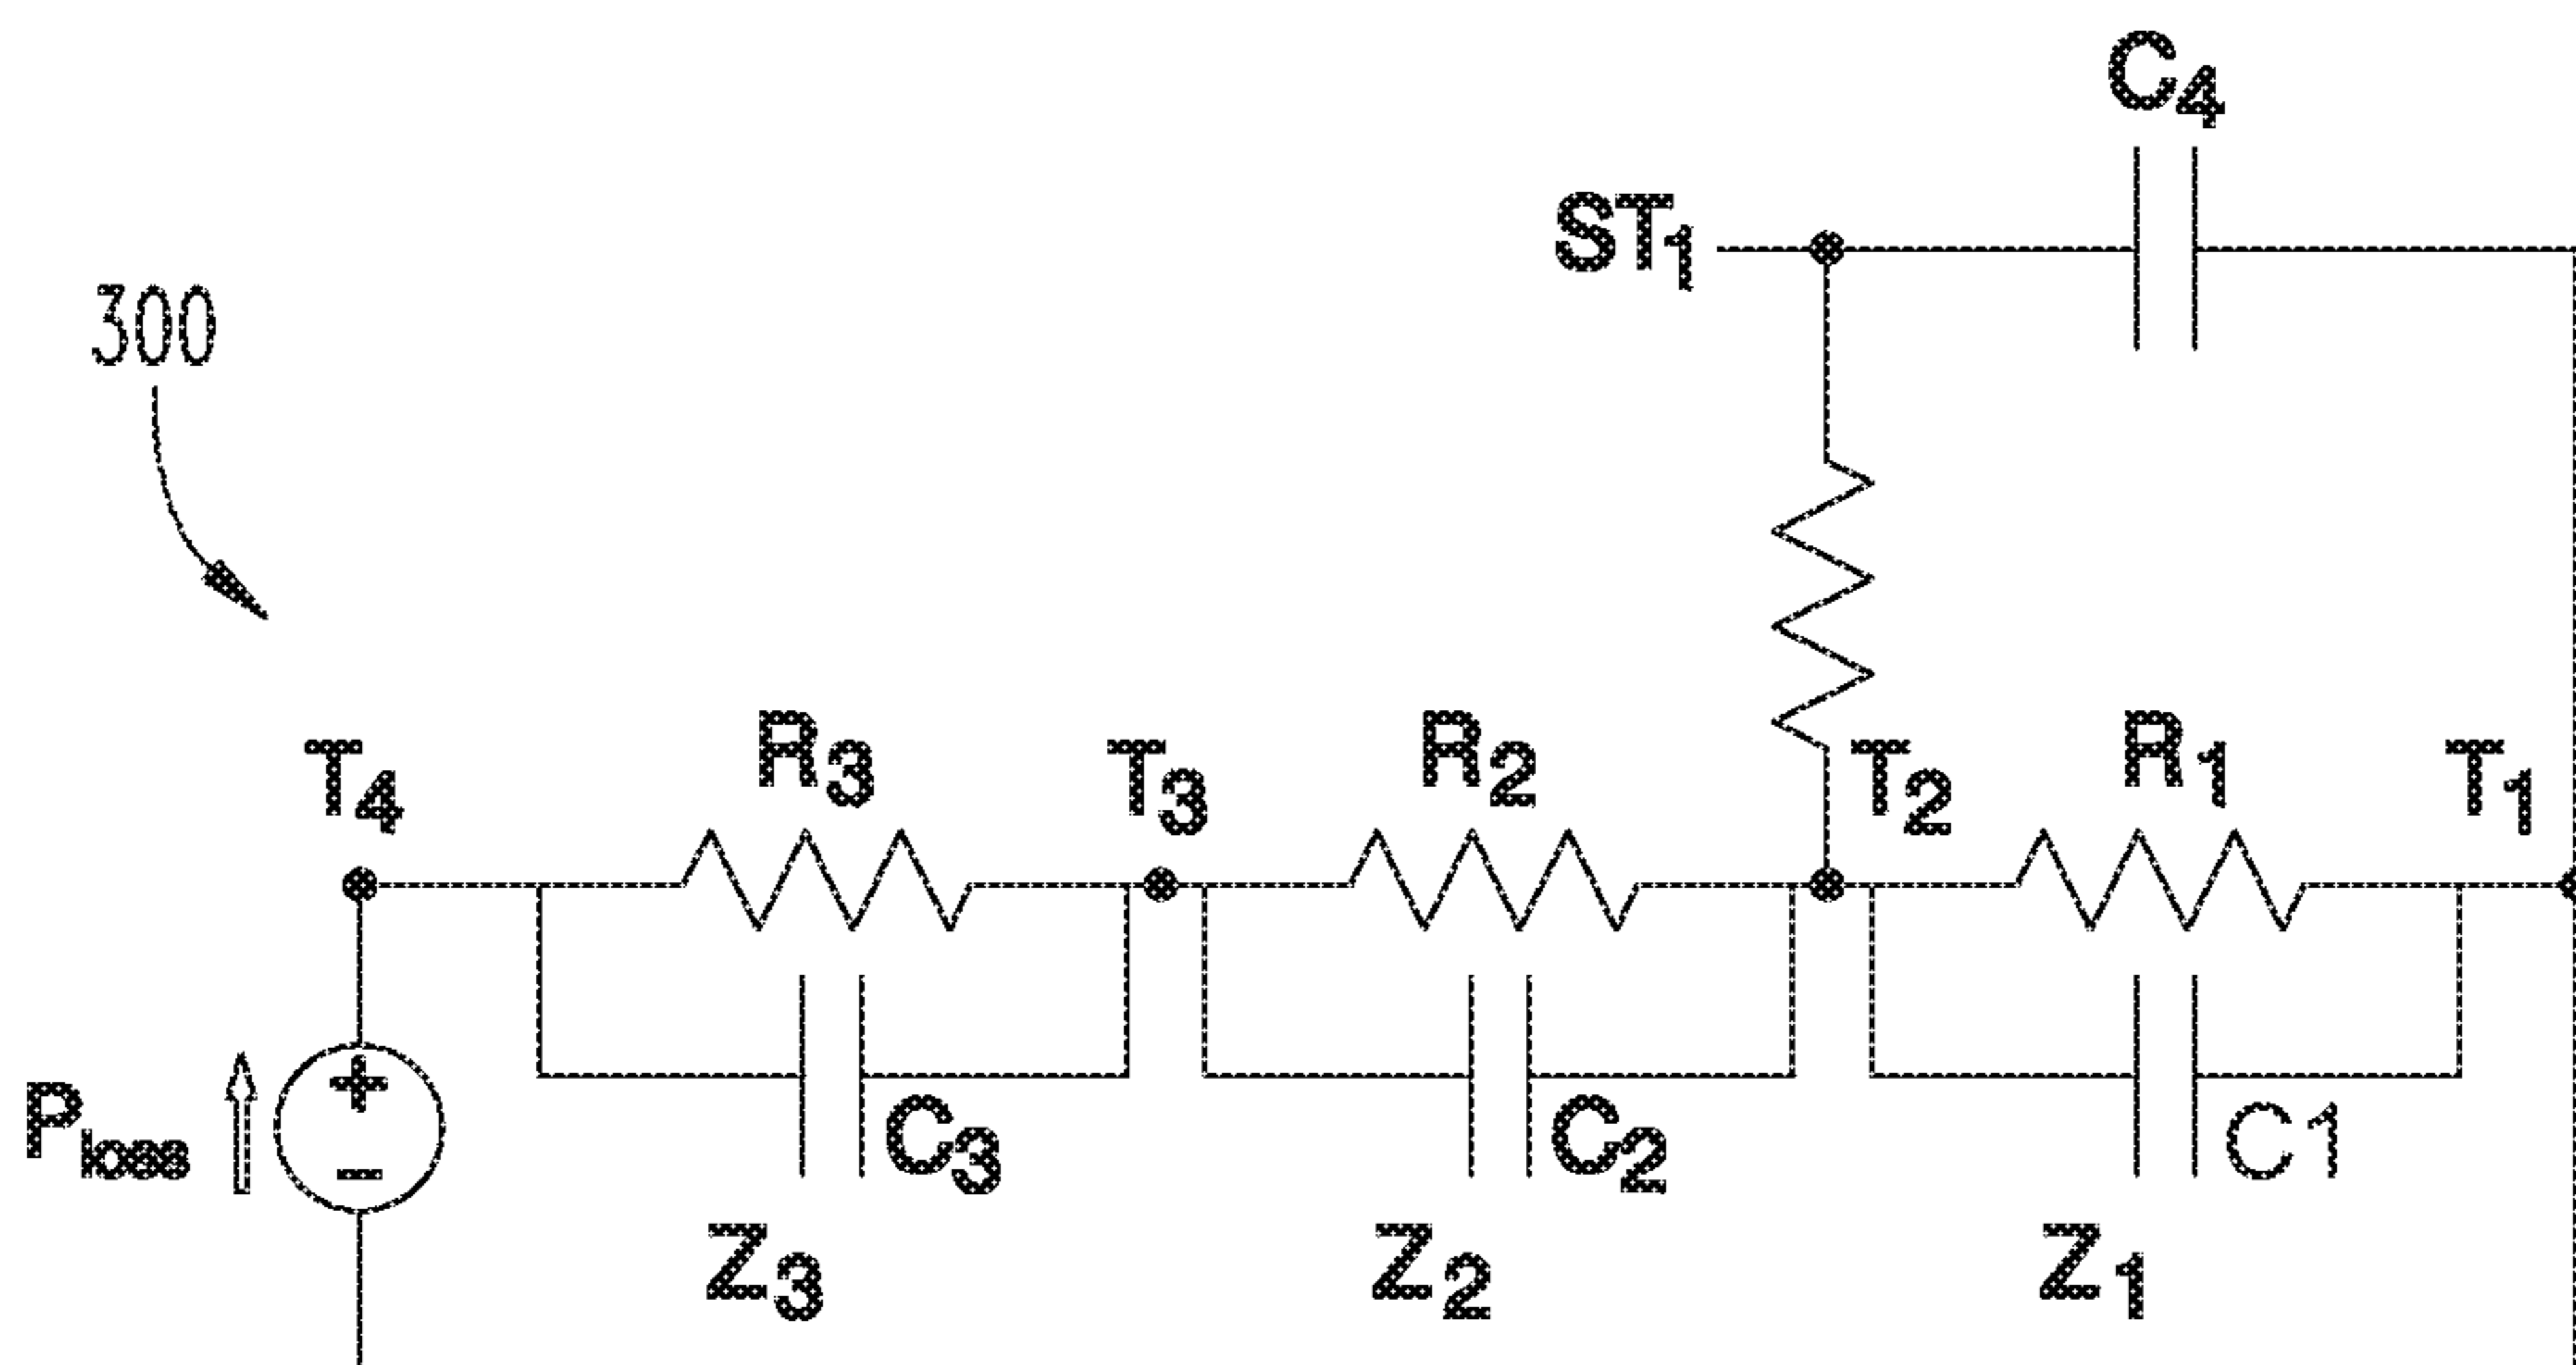 C4
ST1
300
T4 R3 T3 R2 T2 R1 T1
+
Ploss
-
C3 C2 C1
Z3 Z2 Z1